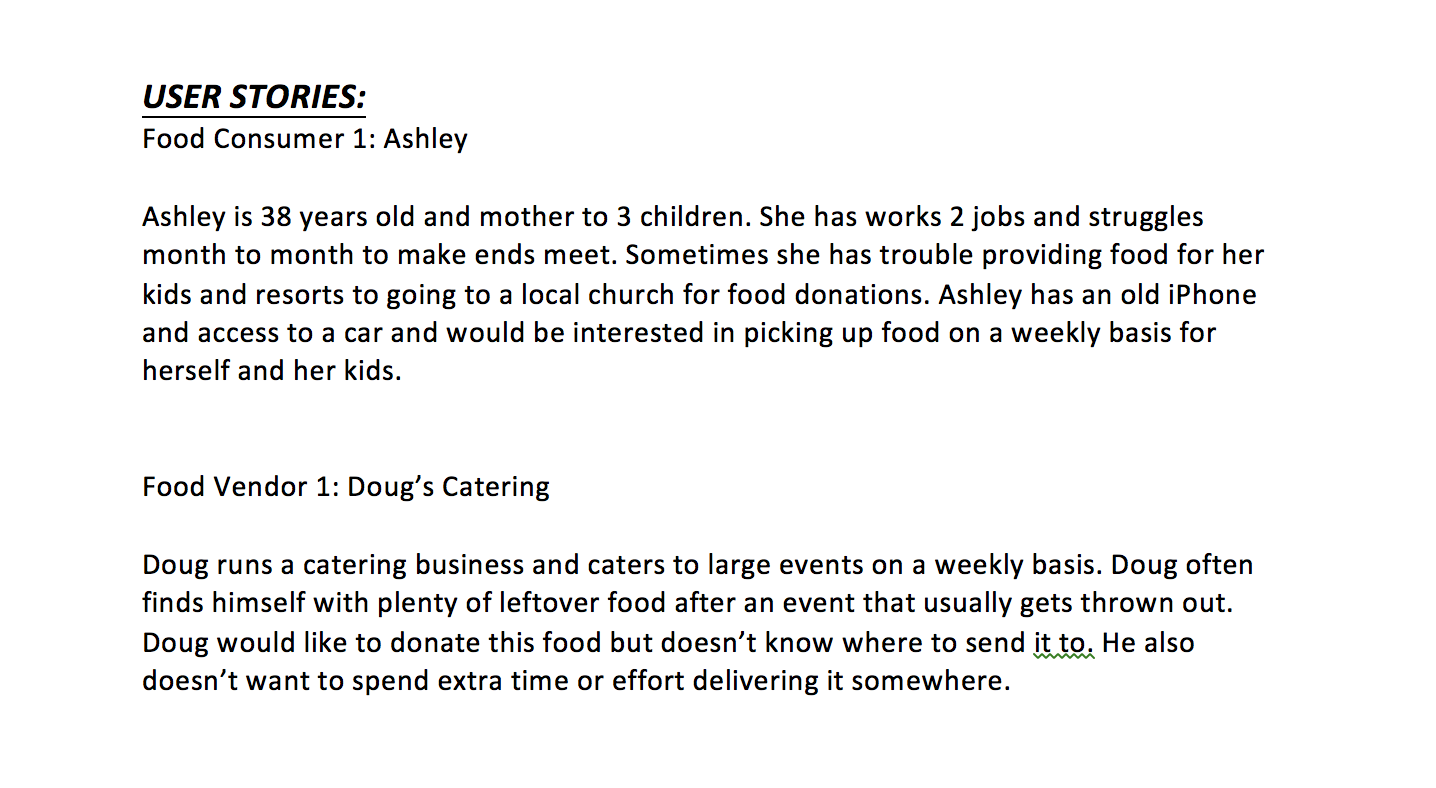 USER STORIES:
Food Consumer 1: Ashley
Ashley is 38 years old and mother to 3 children. She has works 2 jobs and struggles
month to month to make ends meet. Sometimes she has trouble providing food for her
kids and resorts to going to a local church for food donations. Ashley has an old iPhone
and access to a car and would be interested in picking up food on a weekly basis for
herself and her kids.
Food Vendor 1: Doug’s Catering
Doug runs a catering business and caters to large events on a weekly basis. Doug often
finds himself with plenty of leftover food after an event that usually gets thrown out.
Doug would like to donate this food but doesn’t know where to send it to. He also
doesn’t want to spend extra time or effort delivering it somewhere.